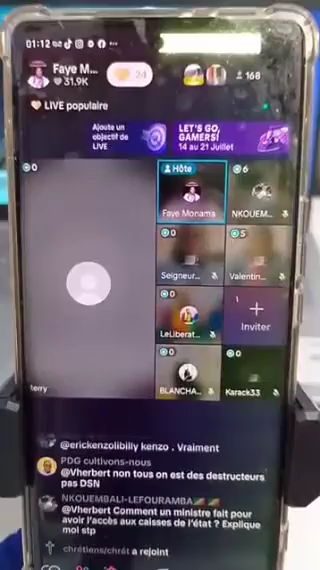 01:12
Faye M...
31.9K
24
168
LIVE populaire
Ajoute un
objectif de
LIVE
LET'S GO,
GAMERS!
14 au 21 Juillet
0
Hôte
Faye Monama
6
NKOUEM...
0
Seigneur...
5
Valentin...
0
LeLiberat...
Inviter
0
BLANCHA...
0
Karack33
terry
@erickenzolibilly kenzo . Vraiment
PDG cultivons-nous
@Vherbert non tous on est des destructeurs
pas DSN
NKOUEMBALI-LEFOURAMBA🇨🇬🇨🇬
@Vherbert Comment un ministre fait pour
avoir l'accès aux caisses de l'état ? Explique
moi stp
chrétiens/chrét a rejoint